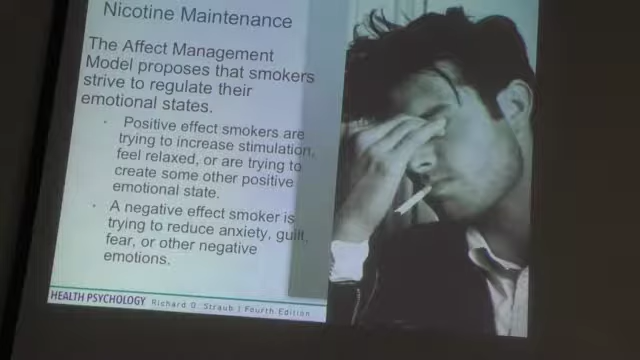 Nicotine Maintenance
The Affect Management
Model proposes that smokers
strive to regulate their
emotional states.
• Positive effect smokers are
trying to increase stimulation,
feel relaxed, or are trying to
create some other positive
emotional state.
• A negative effect smoker is
trying to reduce anxiety, guilt,
fear, or other negative
emotions.
HEALTH PSYCHOLOGY Richard O. Straub | Fourth Edition